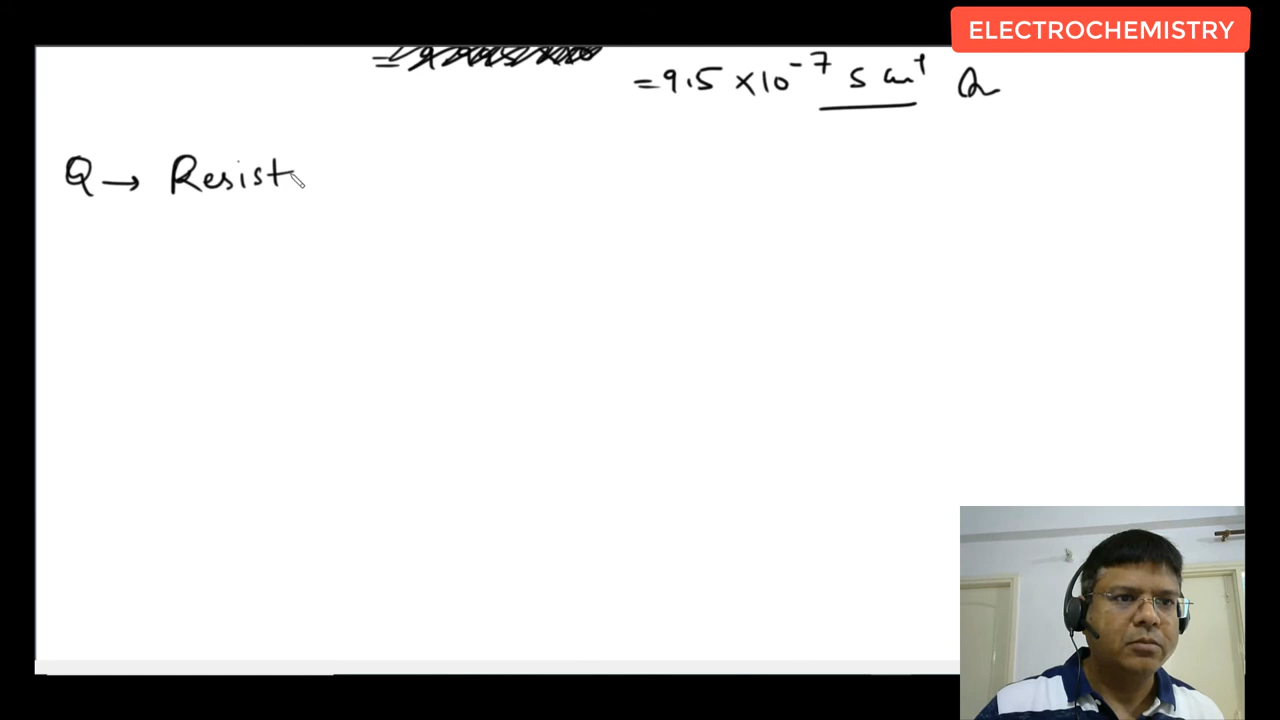 ELECTROCHEMISTRY
= 9.5 × 10⁻⁷ S cm⁻¹
Q → Resist